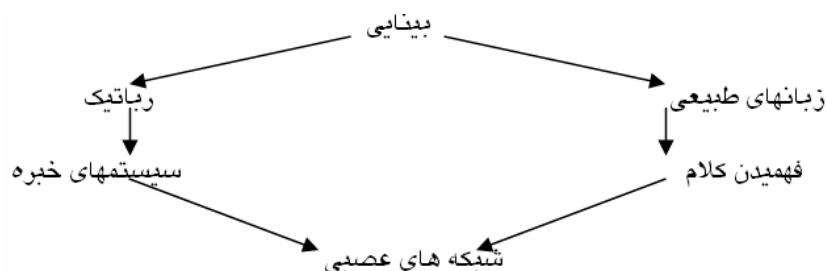 بینایی
زبانهای طبیعی
رباتیک
فهمیدن کلام
سیستمهای خبره
شبکه های عصبی